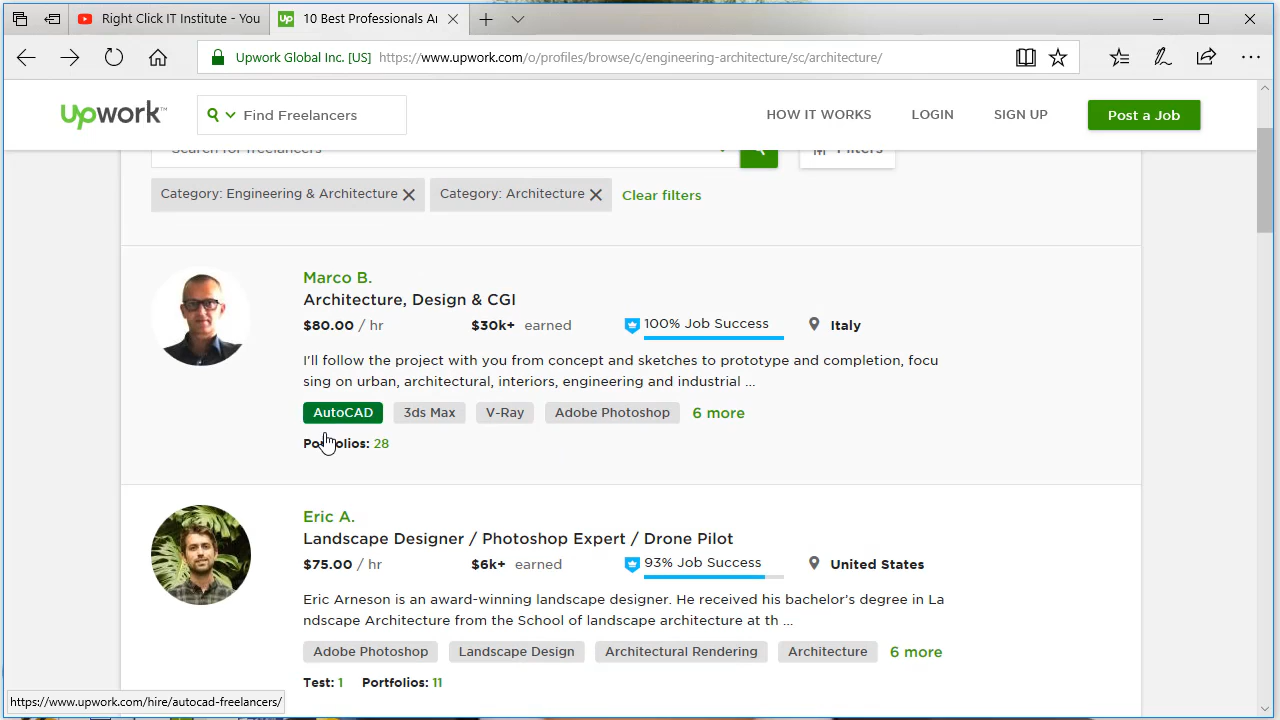 Right Click IT Institute - You
10 Best Professionals A
Upwork Global Inc. [US] https://www.upwork.com/o/profiles/browse/c/engineering-architecture/sc/architecture/
upwork Find Freelancers HOW IT WORKS LOGIN SIGN UP Post a Job
Search for freelancers Filters
Category: Engineering & Architecture Category: Architecture Clear filters
Marco B.
Architecture, Design & CGI
$80.00 / hr $30k+ earned 100% Job Success Italy
I'll follow the project with you from concept and sketches to prototype and completion, focu
sing on urban, architectural, interiors, engineering and industrial ...
AutoCAD 3ds Max V-Ray Adobe Photoshop 6 more
Portfolios: 28
Eric A.
Landscape Designer / Photoshop Expert / Drone Pilot
$75.00 / hr $6k+ earned 93% Job Success United States
Eric Arneson is an award-winning landscape designer. He received his bachelor's degree in La
ndscape Architecture from the School of landscape architecture at th ...
Adobe Photoshop Landscape Design Architectural Rendering Architecture 6 more
Test: 1 Portfolios: 11
https://www.upwork.com/hire/autocad-freelancers/